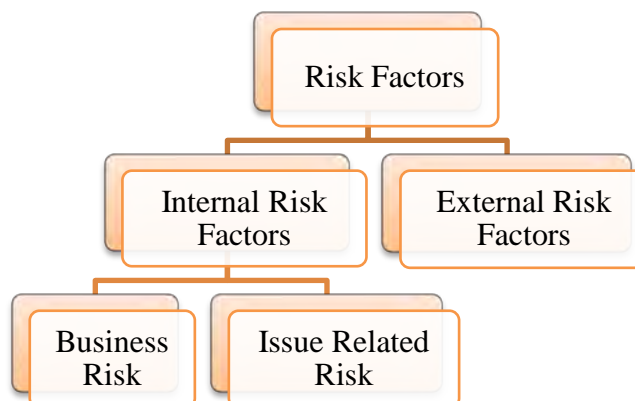 Risk Factors
Internal Risk
Factors
External Risk
Factors
Business
Risk
Issue Related
Risk